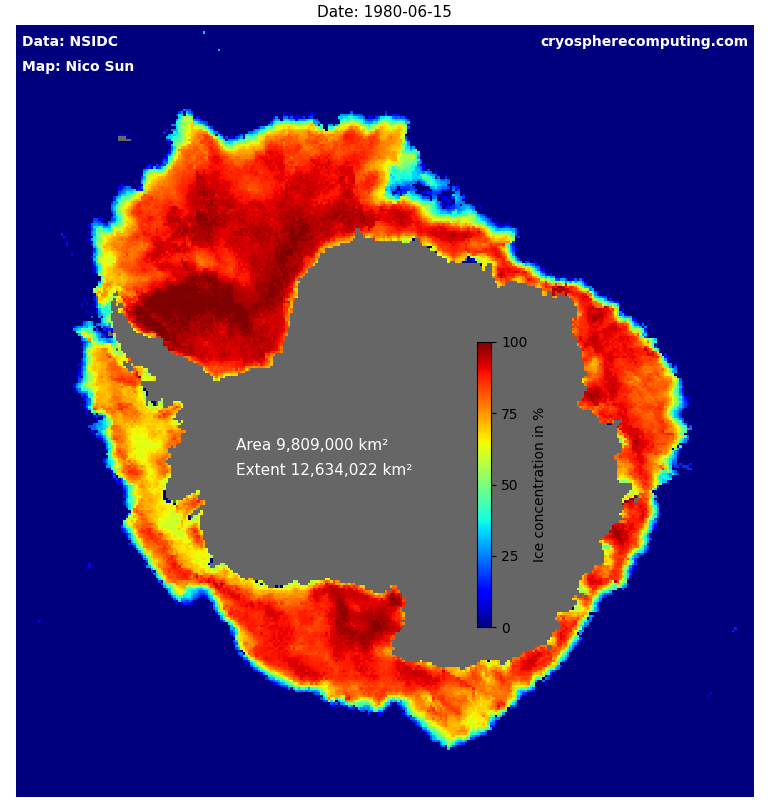 Date: 1980-06-15
Data: NSIDC
cryospherecomputing.com
Map: Nico Sun
Area 9,809,000 km²
Extent 12,634,022 km²
100
75
50
25
0
Ice concentration in %